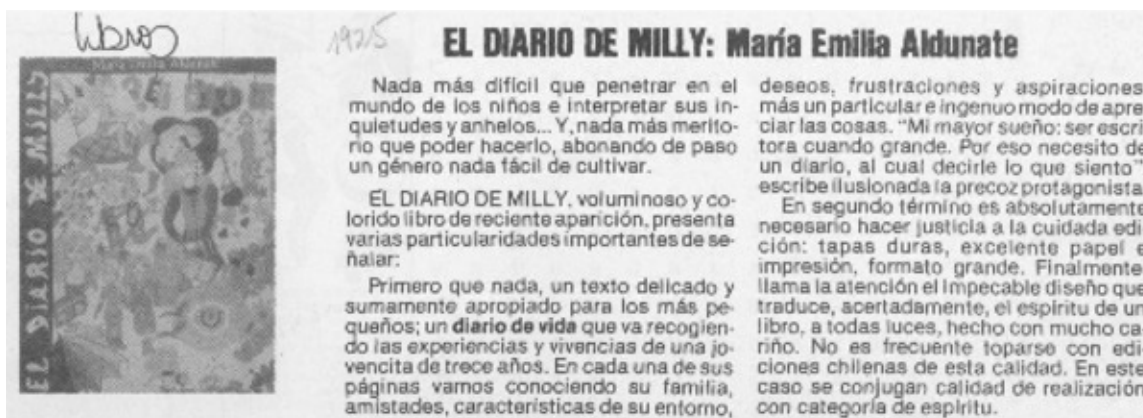 Libros
1925
EL DIARIO DE MILLY: María Emilia Aldunate
María Emilia Aldunate
EL DIARIO DE MILLY
Nada más difícil que penetrar en el
mundo de los niños e interpretar sus in-
quietudes y anhelos... Y, nada más merito-
rio que poder hacerlo, abonando de paso
un género nada fácil de cultivar.
EL DIARIO DE MILLY, voluminoso y co-
lorido libro de reciente aparición, presenta
varias particularidades importantes de se-
ñalar:
Primero que nada, un texto delicado y
sumamente apropiado para los más pe-
queños; un diario de vida que va recogien-
do las experiencias y vivencias de una jo-
vencita de trece años. En cada una de sus
páginas vamos conociendo su familia,
amistades, características de su entorno,
deseos, frustraciones y aspiraciones
más un particular e ingenuo modo de apre
ciar las cosas. "Mi mayor sueño: ser escri
tora cuando grande. Por eso necesito de
un diario, al cual decirle lo que siento"
escribe ilusionada la precoz protagonista
En segundo término es absolutamente
necesario hacer justicia a la cuidada edi
ción: tapas duras, excelente papel e
impresión, formato grande. Finalmente
llama la atención el impecable diseño que
traduce, acertadamente, el espíritu de un
libro, a todas luces, hecho con mucho ca
riño. No es frecuente toparse con edi
ciones chilenas de esta calidad. En este
caso se conjugan calidad de realización
con categoría de espíritu.